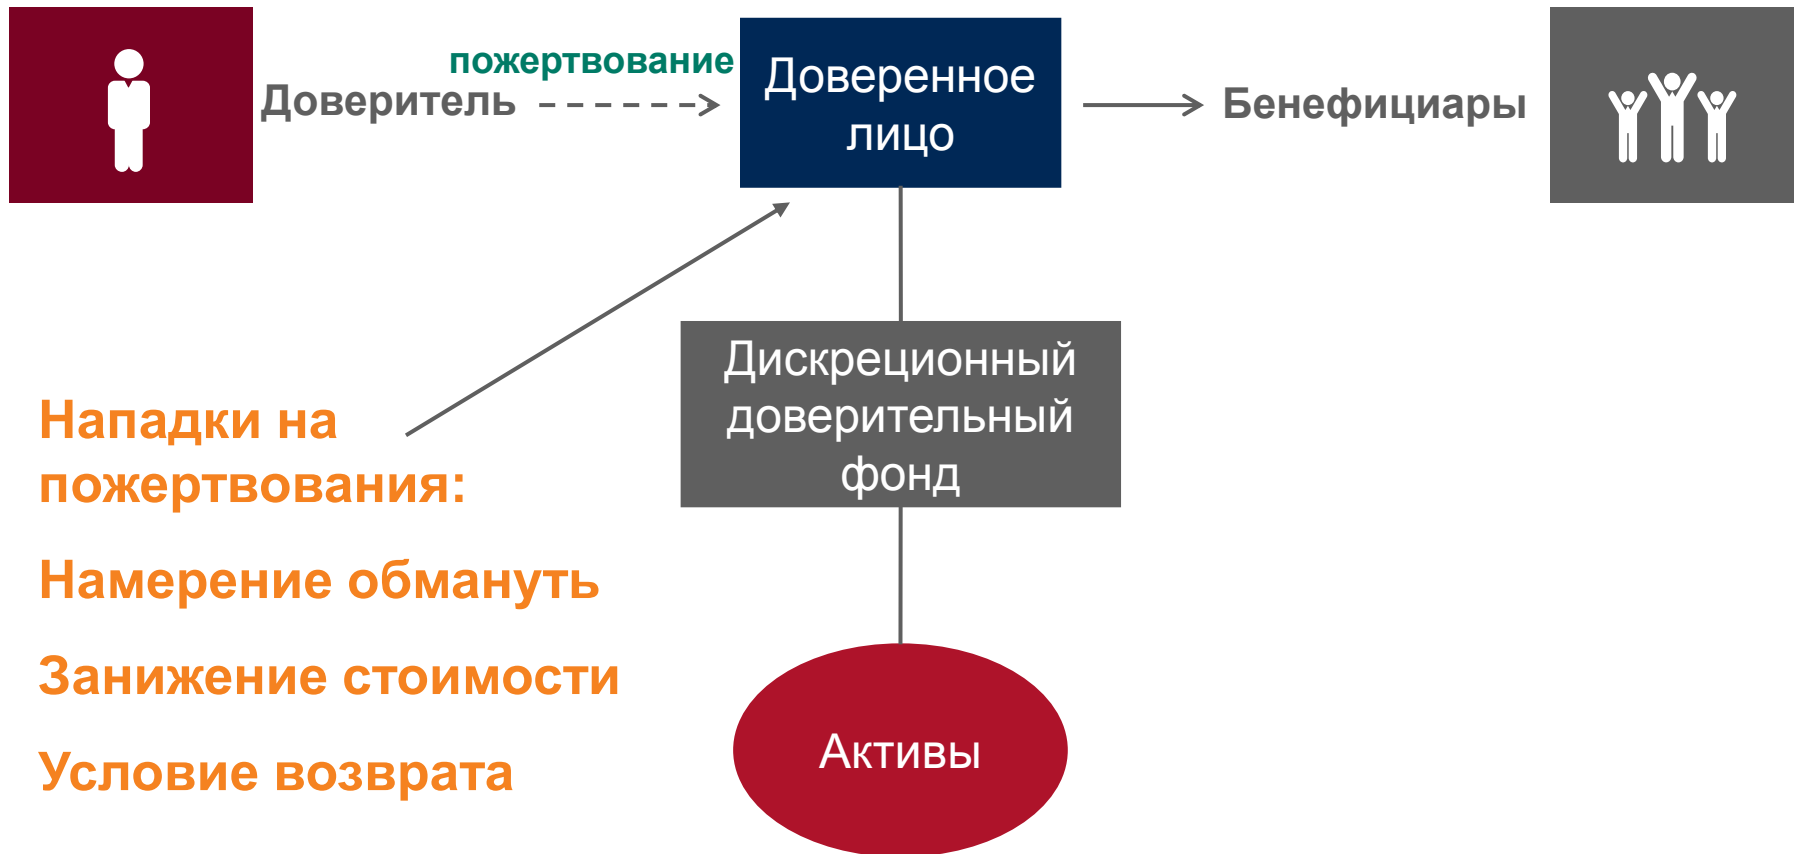 пожертвование
Доверитель
Доверенное
лицо
Бенефициары
Дискреционный
доверительный
фонд
Нападки на
пожертвования:
Намерение обмануть
Занижение стоимости
Условие возврата
Активы